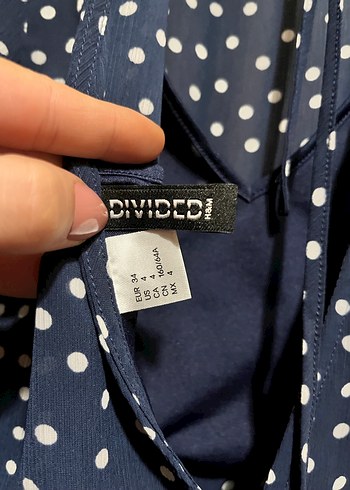 DIVIDED
H&M
EUR 34
US 4
CA 4
CN 160/64A
MX 4